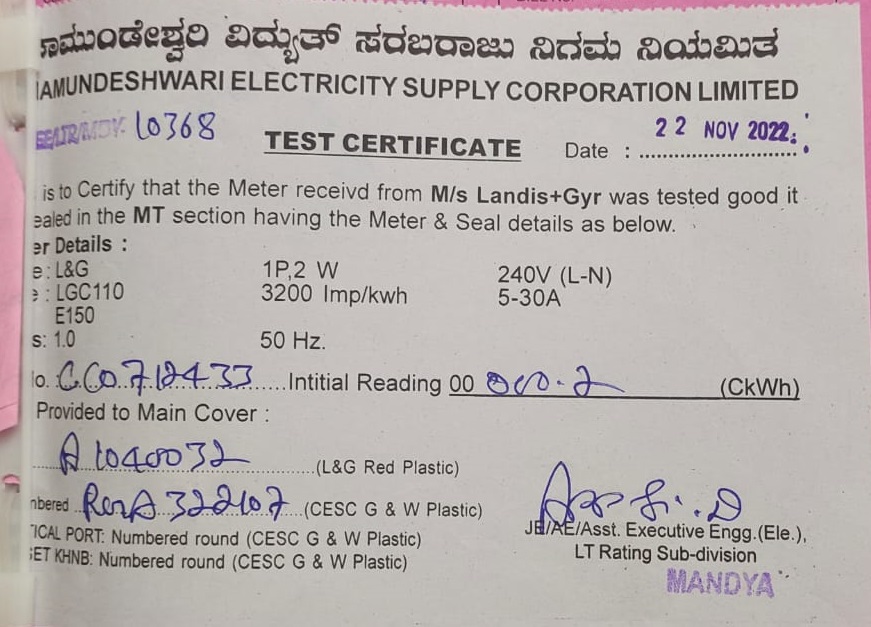 ಚಾಮುಂಡೇಶ್ವರಿ ವಿದ್ಯುತ್ ಸರಬರಾಜು ನಿಗಮ ನಿಯಮಿತ
AMUNDESHWARI ELECTRICITY SUPPLY CORPORATION LIMITED
10368
TEST CERTIFICATE Date : 22 NOV 2022
is to Certify that the Meter receivd from M/s Landis+Gyr was tested good it
ealed in the MT section having the Meter & Seal details as below.
er Details :
e : L&G 1P,2 W 240V (L-N)
e : LGC110 3200 Imp/kwh 5-30A
E150
s: 1.0 50 Hz.
lo. CC0712433 Intitial Reading 00 000.2 (CkWh)
Provided to Main Cover :
A1040032 (L&G Red Plastic)
nbered A322107 (CESC G & W Plastic)
JE/AE/Asst. Executive Engg.(Ele.),
TICAL PORT: Numbered round (CESC G & W Plastic)
LT Rating Sub-division
SET KHNB: Numbered round (CESC G & W Plastic)
MANDYA